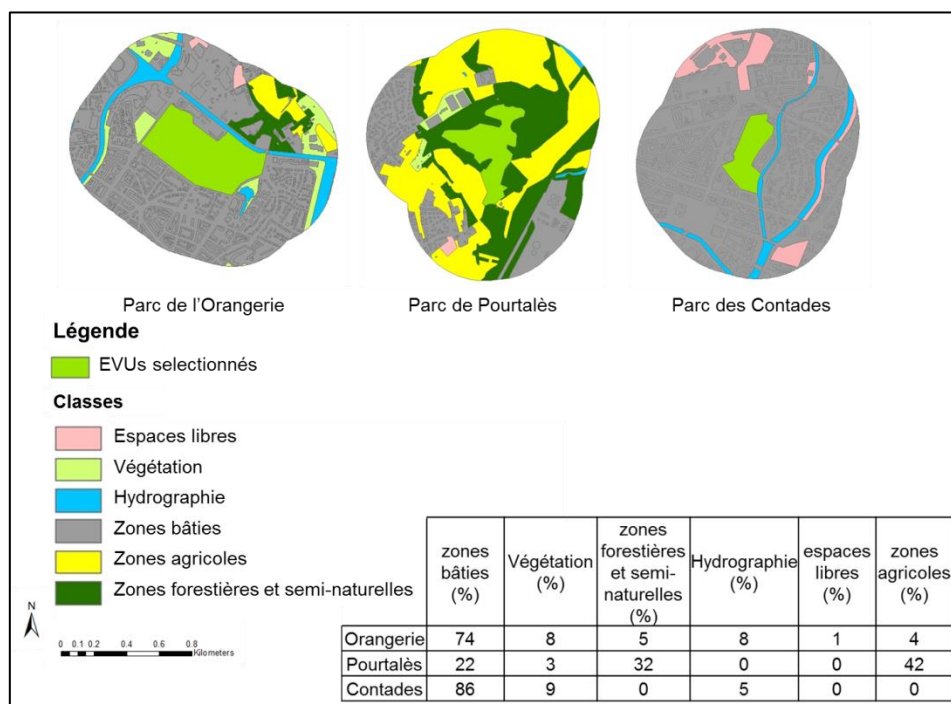 Parc de l'Orangerie
Parc de Pourtalès
Parc des Contades
Légende
EVUs selectionnés
Classes
Espaces libres
Végétation
Hydrographie
Zones bâties
Zones agricoles
Zones forestières et semi-naturelles
N
0 0.1 0.2 0.4 0.6 0.8
Kilometers
zones bâties (%) Végétation (%) zones forestières et semi-naturelles (%) Hydrographie (%) espaces libres (%) zones agricoles (%)
Orangerie 74 8 5 8 1 4
Pourtalès 22 3 32 0 0 42
Contades 86 9 0 5 0 0